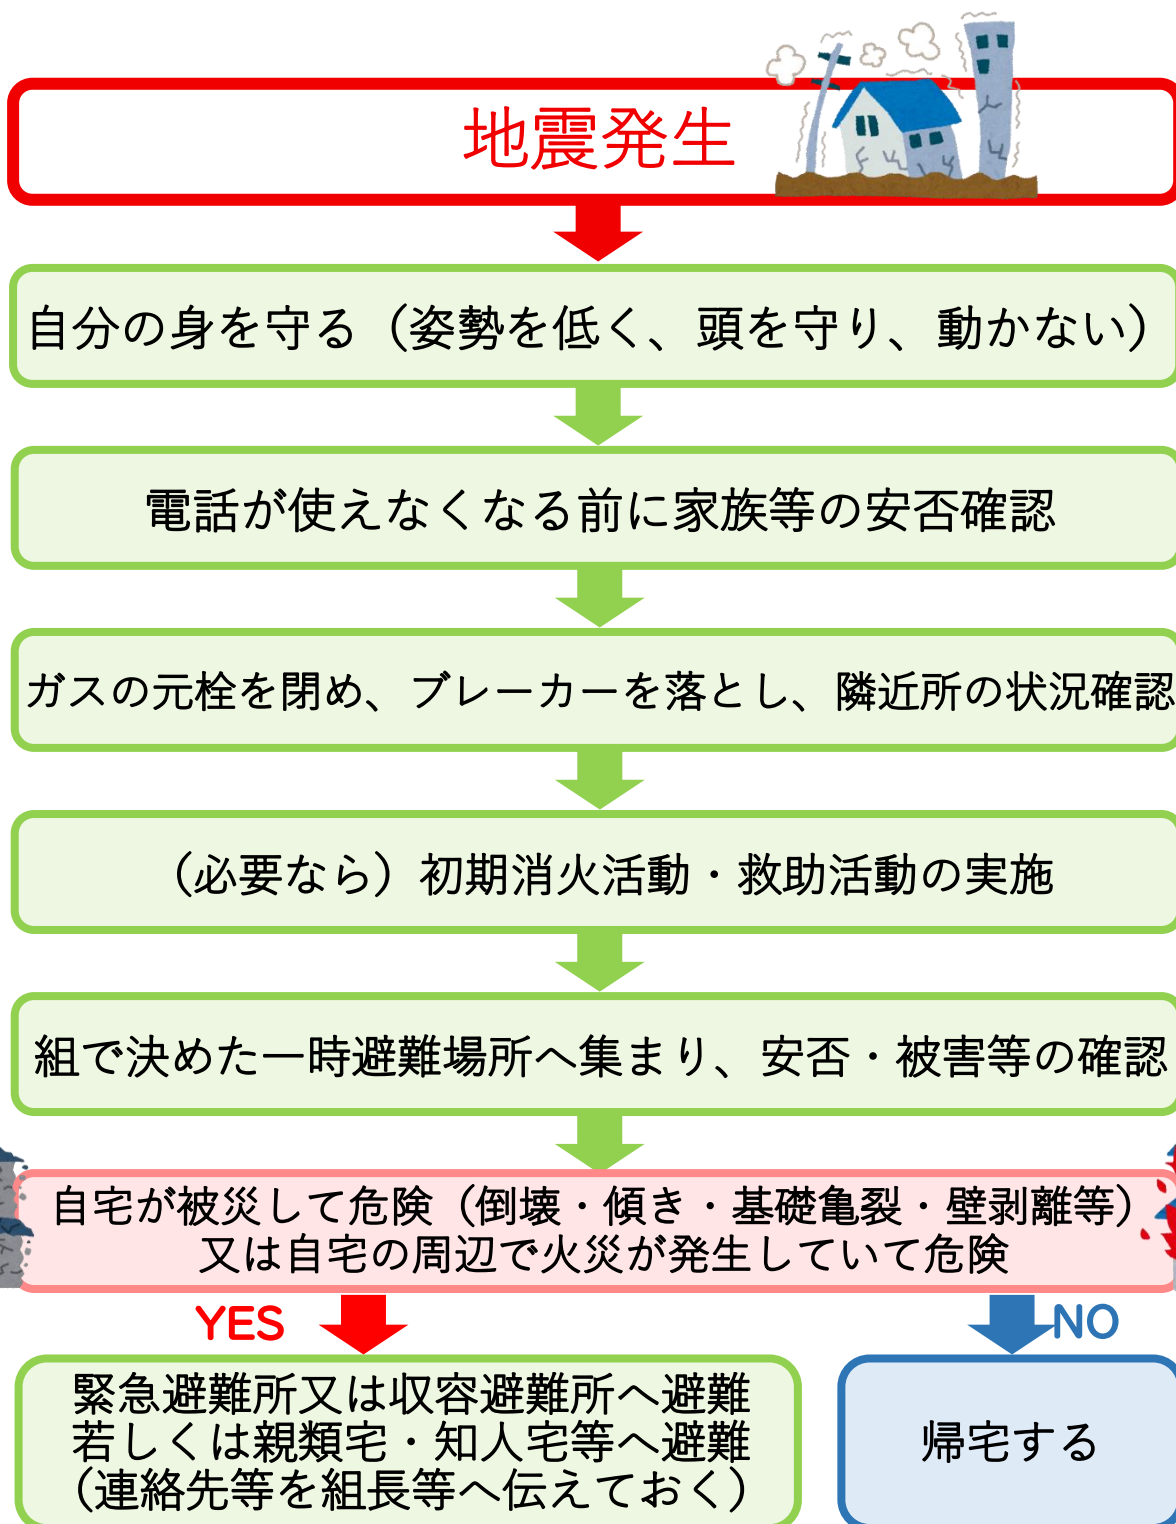 地震発生
自分の身を守る（姿勢を低く、頭を守り、動かない）
電話が使えなくなる前に家族等の安否確認
ガスの元栓を閉め、ブレーカーを落とし、隣近所の状況確認
（必要なら）初期消火活動・救助活動の実施
組で決めた一時避難場所へ集まり、安否・被害等の確認
自宅が被災して危険（倒壊・傾き・基礎亀裂・壁剥離等）
又は自宅の周辺で火災が発生していて危険
YES
NO
緊急避難所又は収容避難所へ避難
若しくは親類宅・知人宅等へ避難
（連絡先等を組長等へ伝えておく）
帰宅する